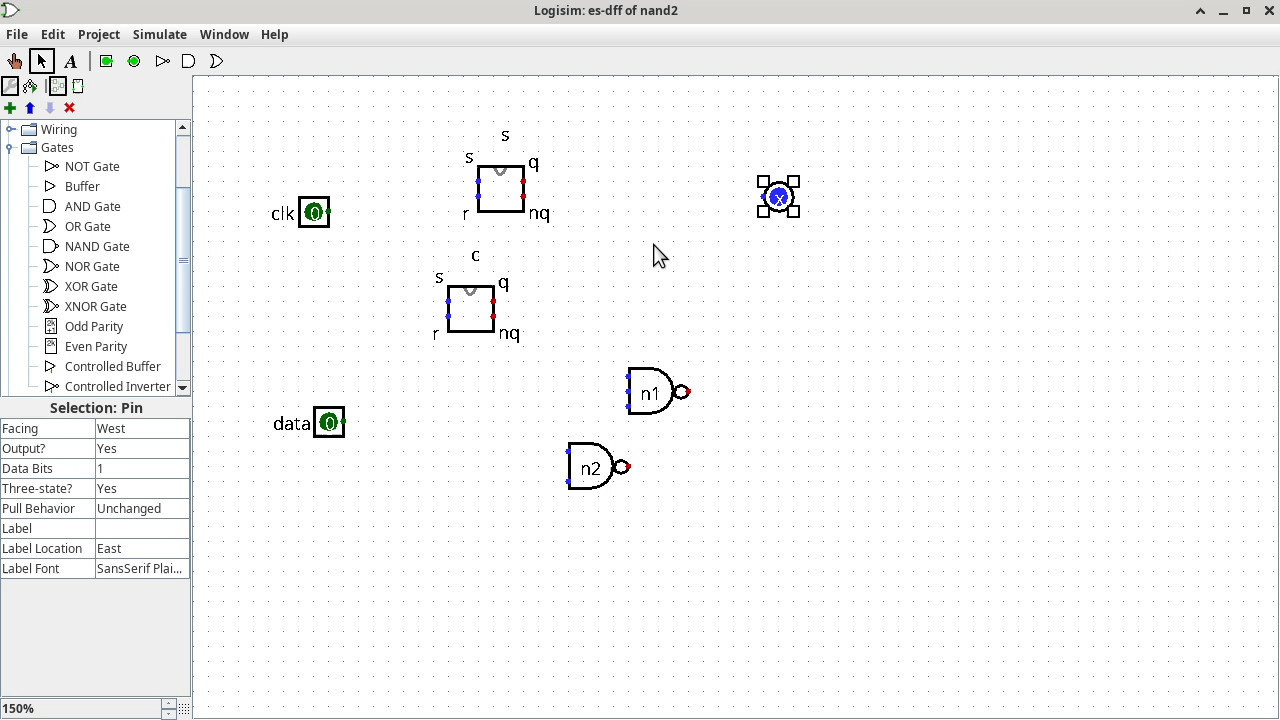 Logisim: es-dff of nand2
File Edit Project Simulate Window Help
A
Wiring
Gates
NOT Gate
Buffer
AND Gate
OR Gate
NAND Gate
NOR Gate
XOR Gate
XNOR Gate
Odd Parity
Even Parity
Controlled Buffer
Controlled Inverter
Selection: Pin
Facing West
Output? Yes
Data Bits 1
Three-state? Yes
Pull Behavior Unchanged
Label
Label Location East
Label Font SansSerif Plai...
150%
s
s q
r nq
clk 0
x
c
s q
r nq
n1
data 0
n2